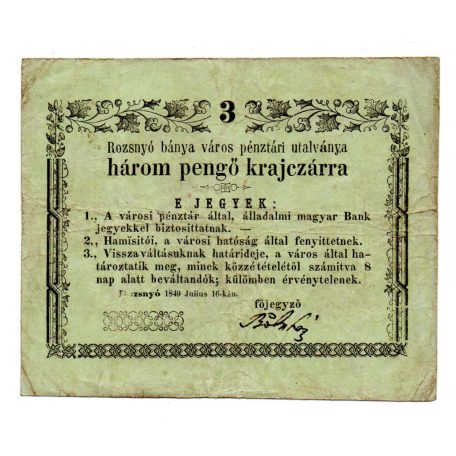 3
Rozsnyó bánya város pénztári utalványa
három pengő krajczárra
E JEGYEK:
1., A városi pénztár által, álladalmi magyar Bank
jegyekkel biztosittatnak. —
2., Hamisitói, a városi hatóság által fenyittetnek.
3., Visszaváltásuknak határideje, a város által ha-
tároztatik meg, minek közzétételétől számitva 8
nap alatt beváltandók; külömben érvénytelenek.
Rozsnyó 1849 Julius 16-kán.
főjegyző